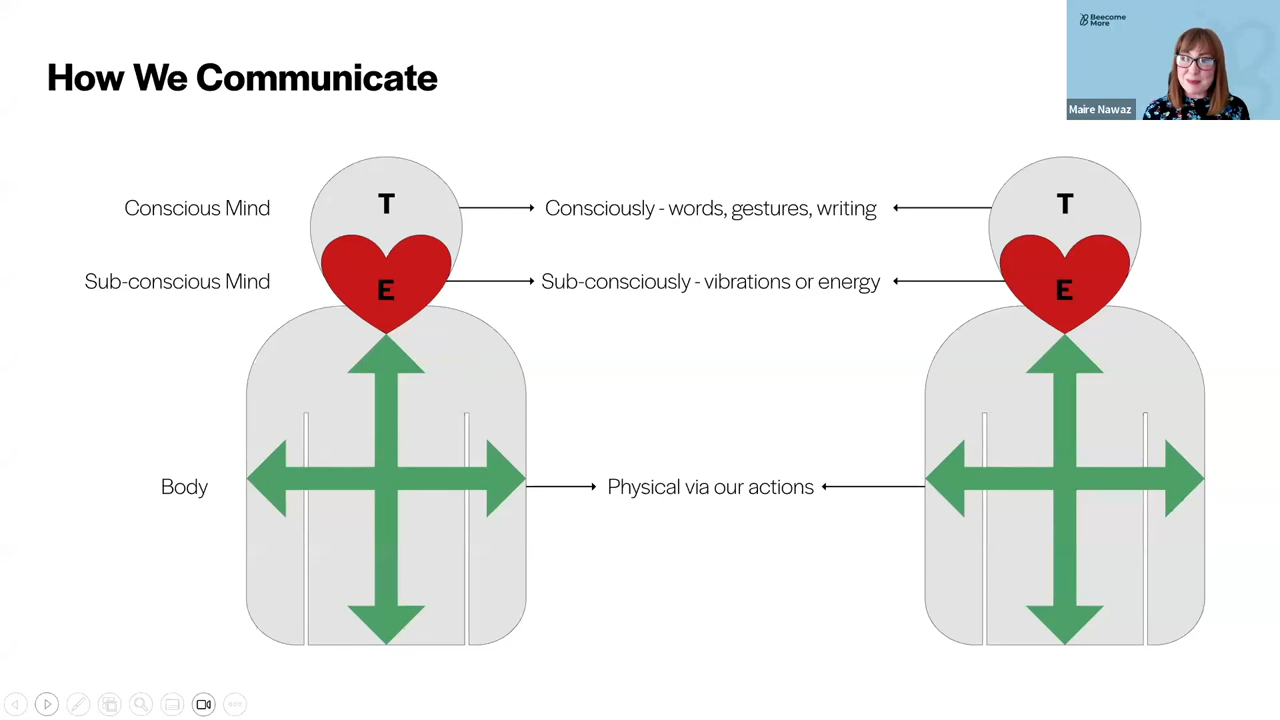 How We Communicate
Beecome
More
Maire Nawaz
Conscious Mind
T
Consciously - words, gestures, writing
T
Sub-conscious Mind
E
Sub-consciously - vibrations or energy
E
Body
Physical via our actions